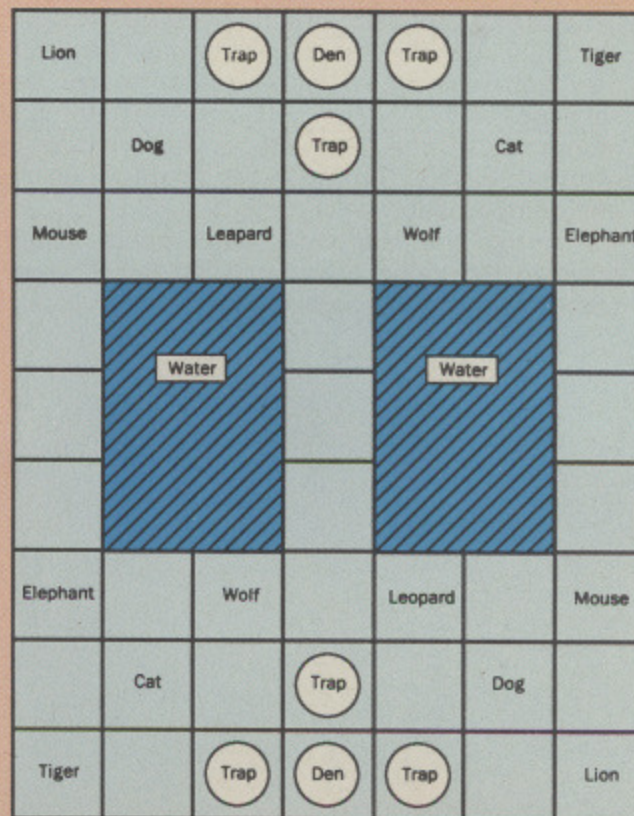 Lion Trap Den Trap Tiger
Dog Trap Cat
Mouse Leapard Wolf Elephant
Water Water
Elephant Wolf Leopard Mouse
Cat Trap Dog
Tiger Trap Den Trap Lion